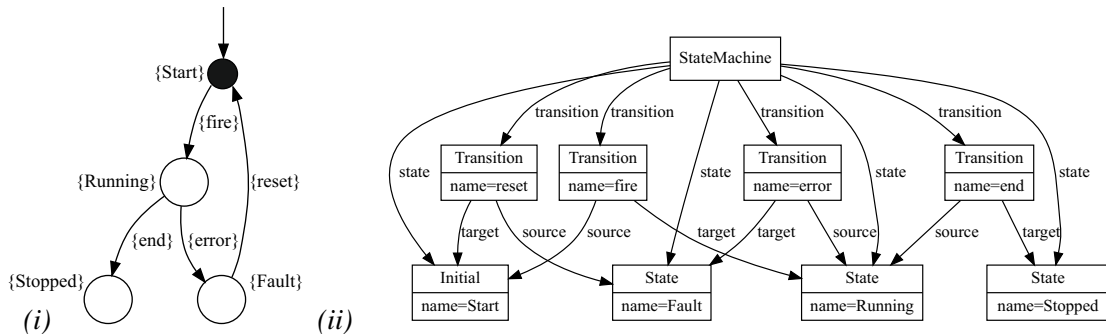 {Start}
{fire}
{Running}
{reset}
{end}
{error}
{Stopped}
{Fault}
(i)
StateMachine
transition
transition
transition
transition
Transition
name=reset
Transition
name=fire
Transition
name=error
Transition
name=end
state
state
state
state
target
source
source
target
target
source
source
target
Initial
name=Start
State
name=Fault
State
name=Running
State
name=Stopped
(ii)